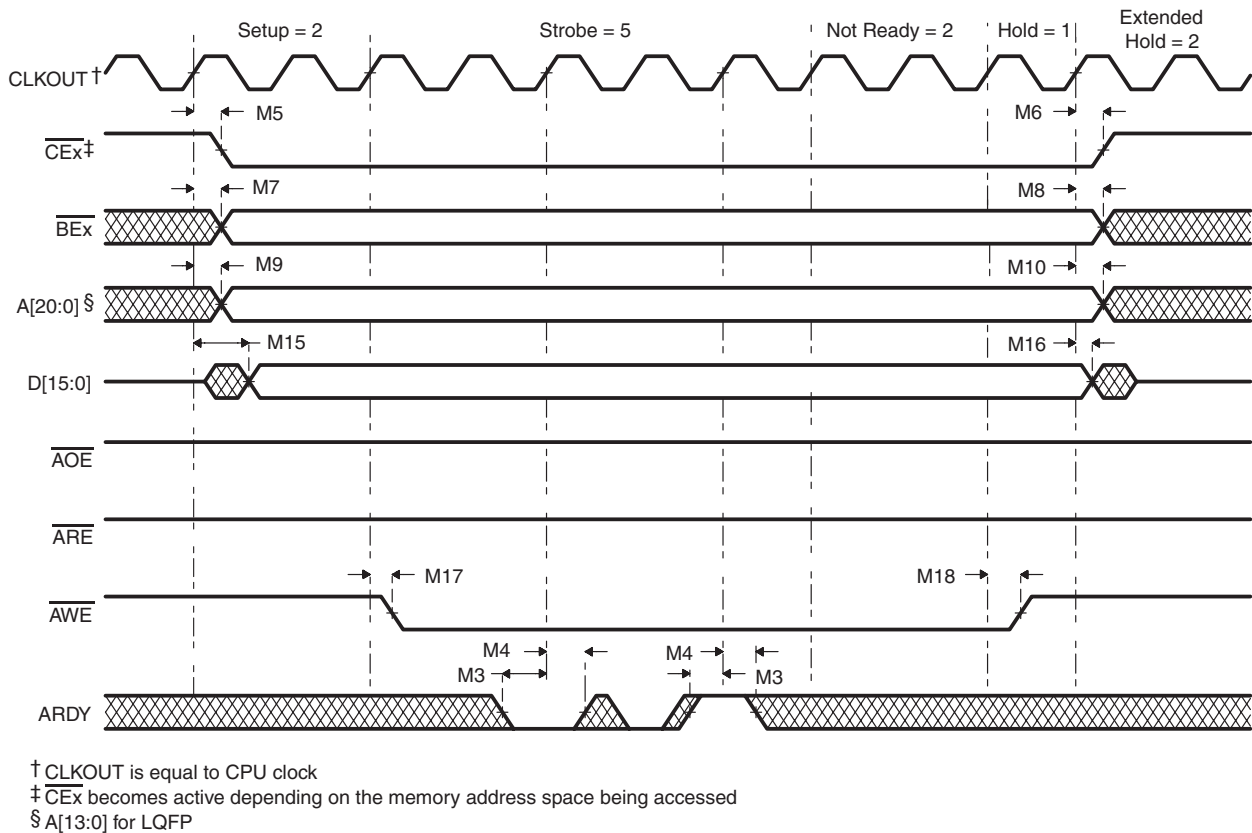 Setup = 2
Strobe = 5
Not Ready = 2
Hold = 1
Extended
Hold = 2
CLKOUT †
M5
M6
CEx‡
M7
M8
BEx
M9
M10
A[20:0] §
M15
M16
D[15:0]
AOE
ARE
M17
M18
AWE
M4
M4
M3
M3
ARDY
† CLKOUT is equal to CPU clock
‡ CEx becomes active depending on the memory address space being accessed
§ A[13:0] for LQFP